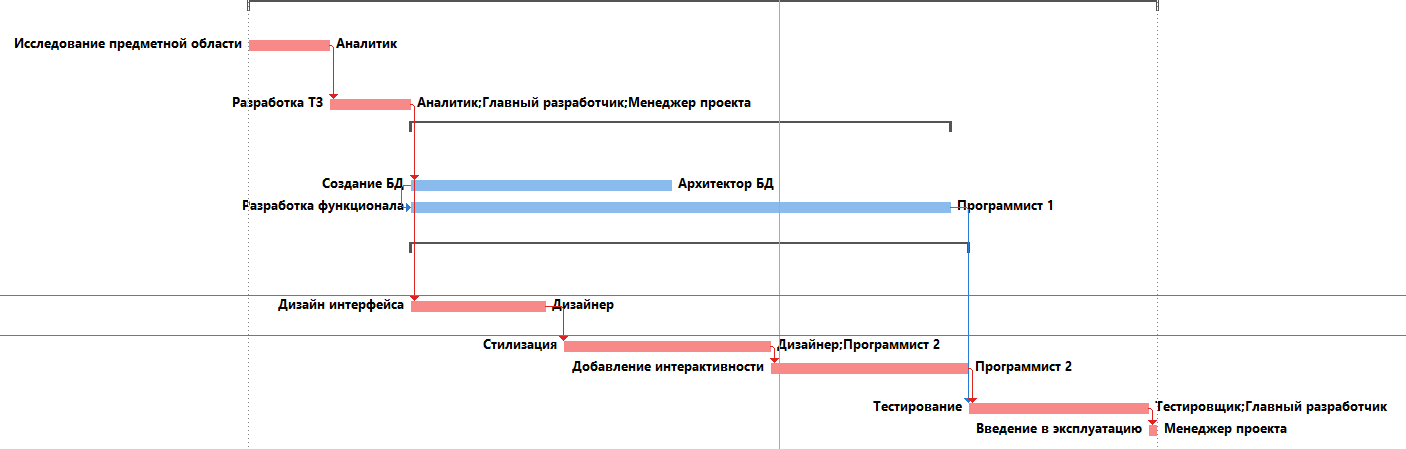 Исследование предметной области Аналитик
Разработка ТЗ Аналитик;Главный разработчик;Менеджер проекта
Создание БД Архитектор БД
Разработка функционала Программист 1
Дизайн интерфейса Дизайнер
Стилизация Дизайнер;Программист 2
Добавление интерактивности Программист 2
Тестирование Тестировщик;Главный разработчик
Введение в эксплуатацию Менеджер проекта